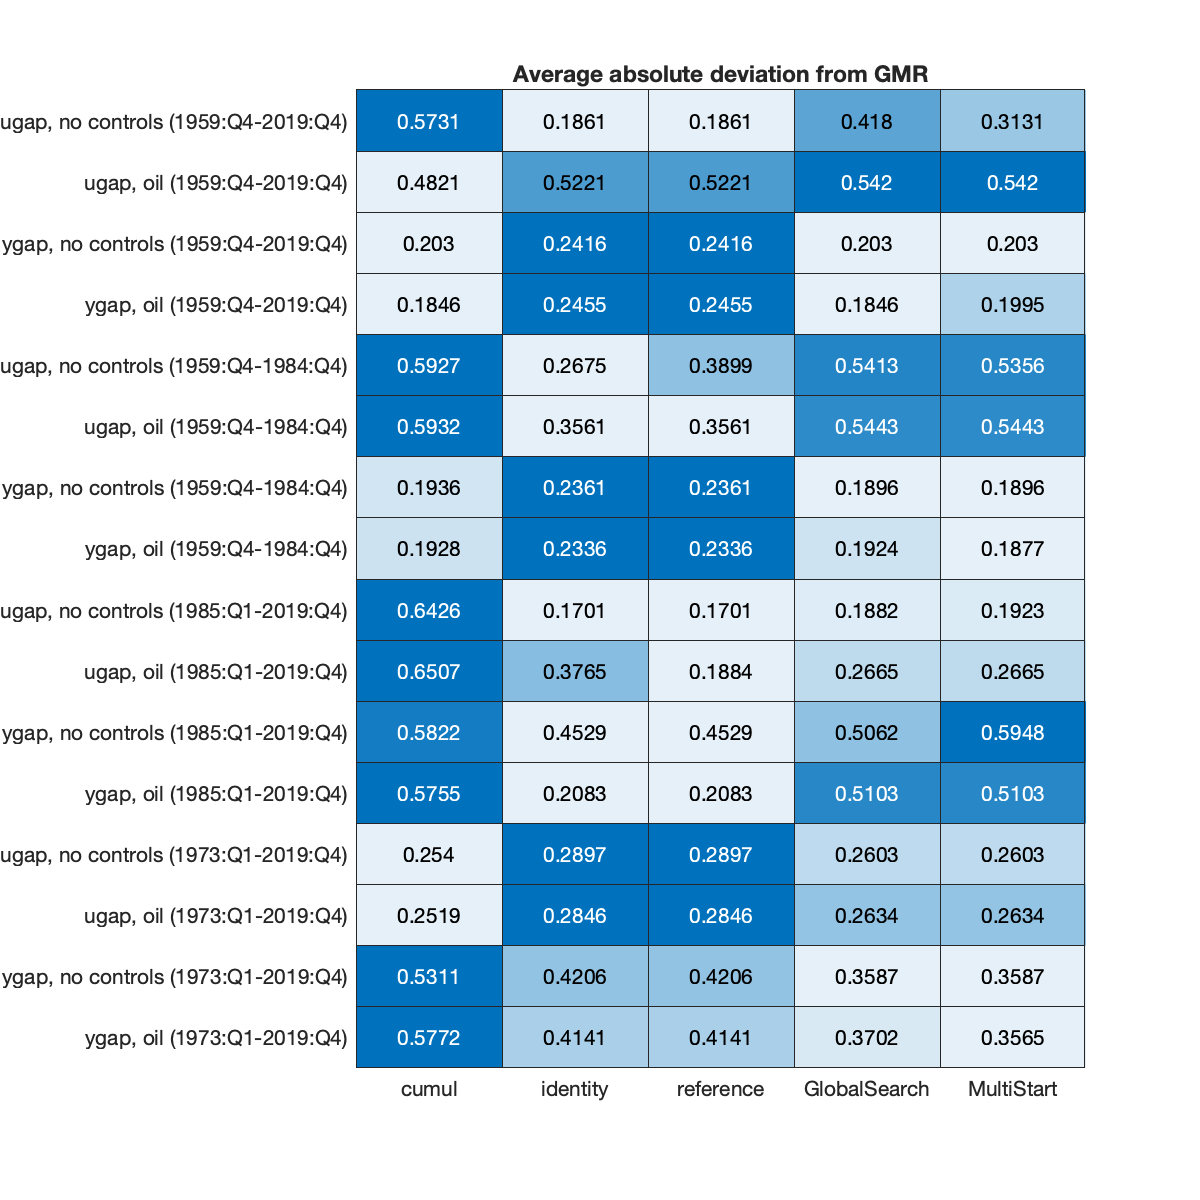 Average absolute deviation from GMR
ugap, no controls (1959:Q4-2019:Q4) 0.5731 0.1861 0.1861 0.418 0.3131
ugap, oil (1959:Q4-2019:Q4) 0.4821 0.5221 0.5221 0.542 0.542
ygap, no controls (1959:Q4-2019:Q4) 0.203 0.2416 0.2416 0.203 0.203
ygap, oil (1959:Q4-2019:Q4) 0.1846 0.2455 0.2455 0.1846 0.1995
ugap, no controls (1959:Q4-1984:Q4) 0.5927 0.2675 0.3899 0.5413 0.5356
ugap, oil (1959:Q4-1984:Q4) 0.5932 0.3561 0.3561 0.5443 0.5443
ygap, no controls (1959:Q4-1984:Q4) 0.1936 0.2361 0.2361 0.1896 0.1896
ygap, oil (1959:Q4-1984:Q4) 0.1928 0.2336 0.2336 0.1924 0.1877
ugap, no controls (1985:Q1-2019:Q4) 0.6426 0.1701 0.1701 0.1882 0.1923
ugap, oil (1985:Q1-2019:Q4) 0.6507 0.3765 0.1884 0.2665 0.2665
ygap, no controls (1985:Q1-2019:Q4) 0.5822 0.4529 0.4529 0.5062 0.5948
ygap, oil (1985:Q1-2019:Q4) 0.5755 0.2083 0.2083 0.5103 0.5103
ugap, no controls (1973:Q1-2019:Q4) 0.254 0.2897 0.2897 0.2603 0.2603
ugap, oil (1973:Q1-2019:Q4) 0.2519 0.2846 0.2846 0.2634 0.2634
ygap, no controls (1973:Q1-2019:Q4) 0.5311 0.4206 0.4206 0.3587 0.3587
ygap, oil (1973:Q1-2019:Q4) 0.5772 0.4141 0.4141 0.3702 0.3565
cumul identity reference GlobalSearch MultiStart